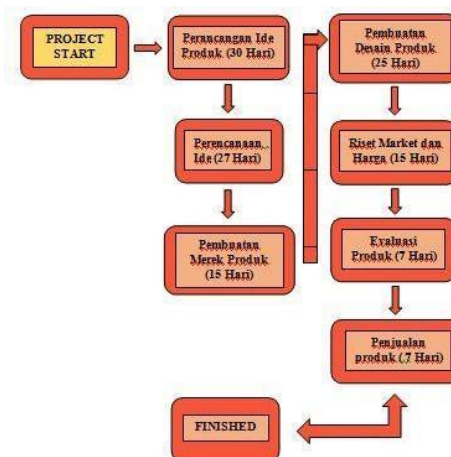 PROJECT
START
Perancangan Ide
Produk (30 Hari)
Perencanaan
Ide (27 Hari)
Pembuatan
Merek Produk
(15 Hari)
Pembuatan
Desain Produk
(25 Hari)
Riset Market dan
Harga (15 Hari)
Evaluasi
Produk (7 Hari)
Penjualan
produk ( 7 Hari)
FINISHED